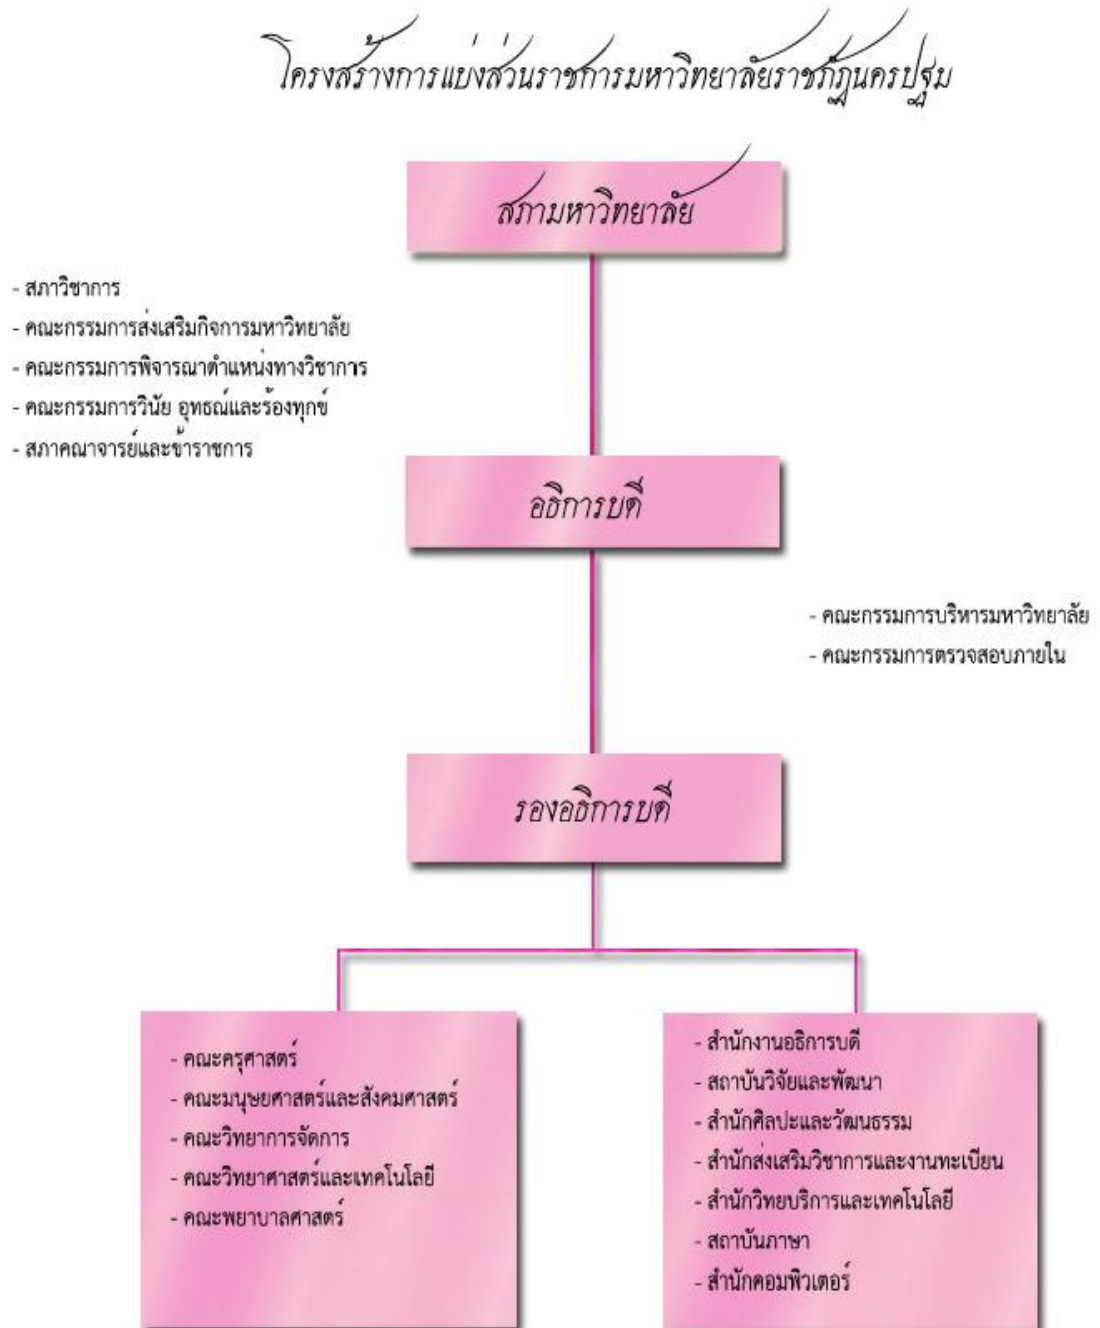 โครงสร้างการแบ่งส่วนราชการมหาวิทยาลัยราชภัฏนครปฐม
สภามหาวิทยาลัย
- สภาวิชาการ
- คณะกรรมการส่งเสริมกิจการมหาวิทยาลัย
- คณะกรรมการพิจารณาตำแหน่งทางวิชาการ
- คณะกรรมการวินัย อุทธณ์และร้องทุกข์
- สภาคณาจารย์และข้าราชการ
อธิการบดี
- คณะกรรมการบริหารมหาวิทยาลัย
- คณะกรรมการตรวจสอบภายใน
รองอธิการบดี
- คณะครุศาสตร์
- คณะมนุษยศาสตร์และสังคมศาสตร์
- คณะวิทยาการจัดการ
- คณะวิทยาศาสตร์และเทคโนโลยี
- คณะพยาบาลศาสตร์
- สำนักงานอธิการบดี
- สถาบันวิจัยและพัฒนา
- สำนักศิลปะและวัฒนธรรม
- สำนักส่งเสริมวิชาการและงานทะเบียน
- สำนักวิทยบริการและเทคโนโลยี
- สถาบันภาษา
- สำนักคอมพิวเตอร์